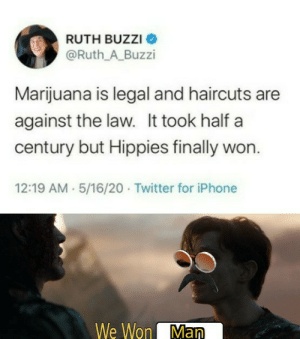 RUTH BUZZI
@Ruth_A_Buzzi
Marijuana is legal and haircuts are
against the law. It took half a
century but Hippies finally won.
12:19 AM · 5/16/20 · Twitter for iPhone
We Won Man